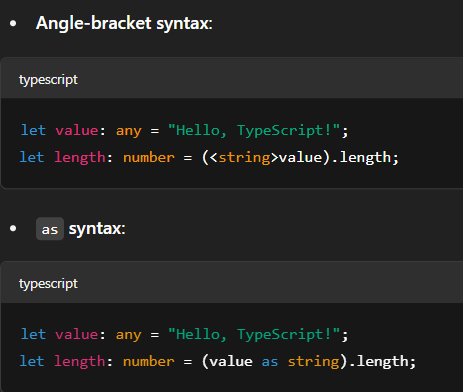 Angle-bracket syntax:
typescript
let value: any = "Hello, TypeScript!";
let length: number = (<string>value).length;
as syntax:
typescript
let value: any = "Hello, TypeScript!";
let length: number = (value as string).length;